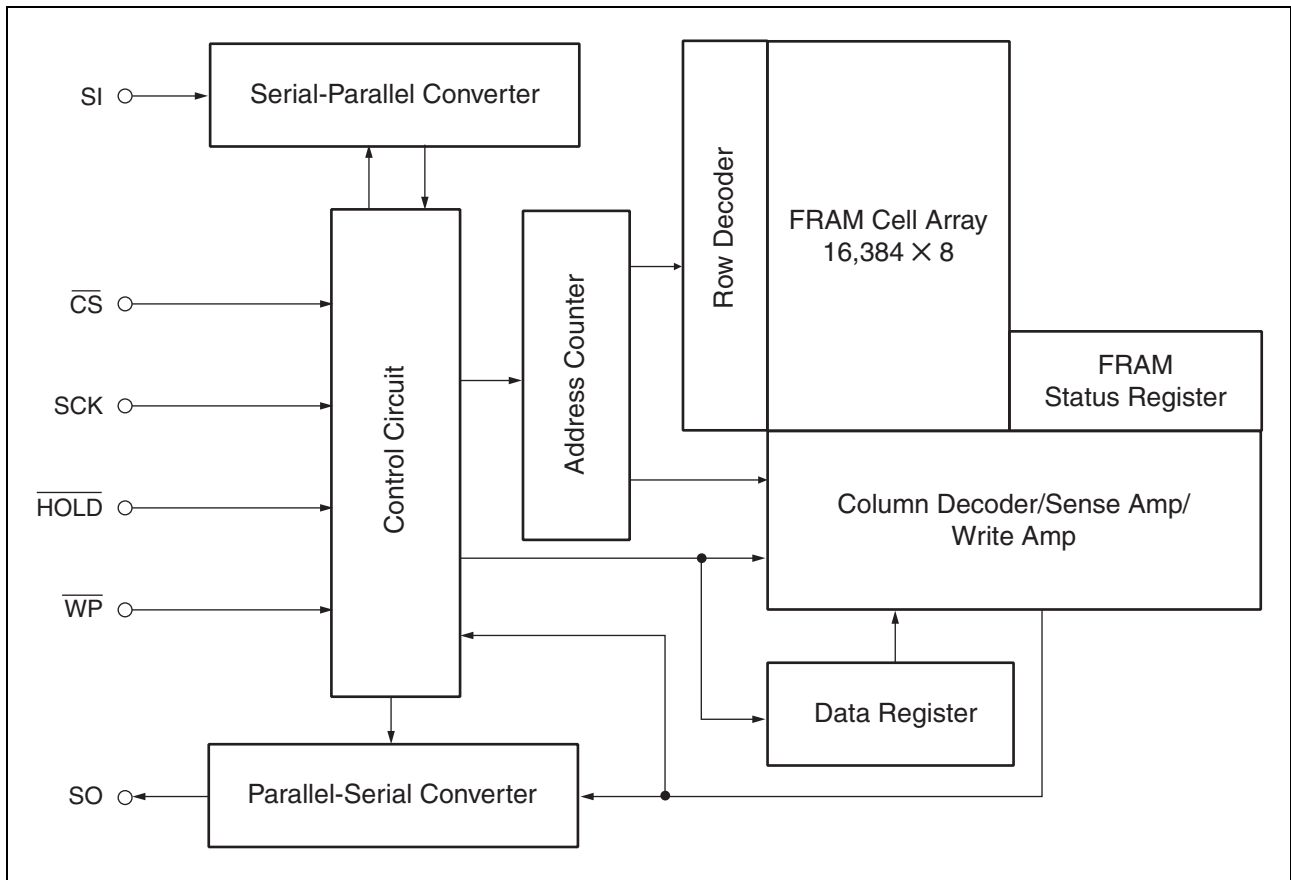 SI
Serial-Parallel Converter
CS
SCK
HOLD
WP
SO
Control Circuit
Address Counter
Row Decoder
FRAM Cell Array
16,384 × 8
FRAM
Status Register
Column Decoder/Sense Amp/
Write Amp
Data Register
Parallel-Serial Converter